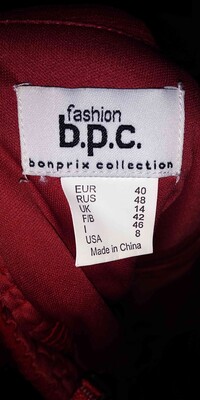 fashion
b.p.c.
bonprix collection
EUR 40
RUS 48
UK 14
F/B 42
I 46
USA 8
Made in China